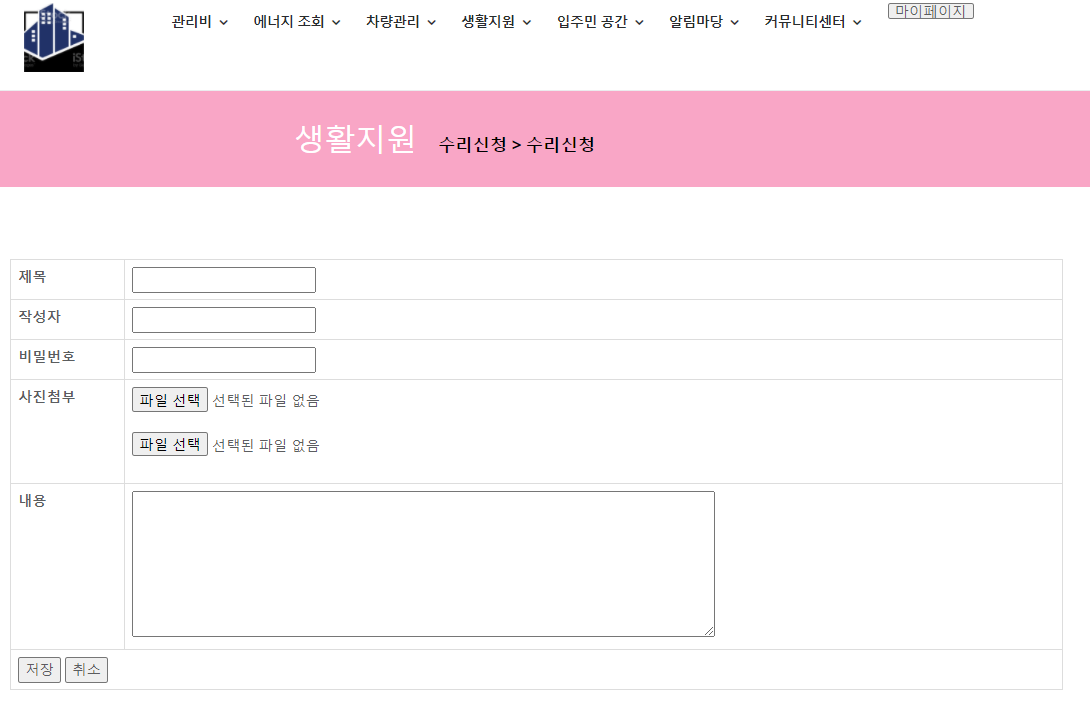 관리비 에너지 조회 차량관리 생활지원 입주민 공간 알림마당 커뮤니티센터 마이페이지
생활지원 수리신청 > 수리신청
제목
작성자
비밀번호
사진첨부 파일 선택 선택된 파일 없음
파일 선택 선택된 파일 없음
내용
저장 취소